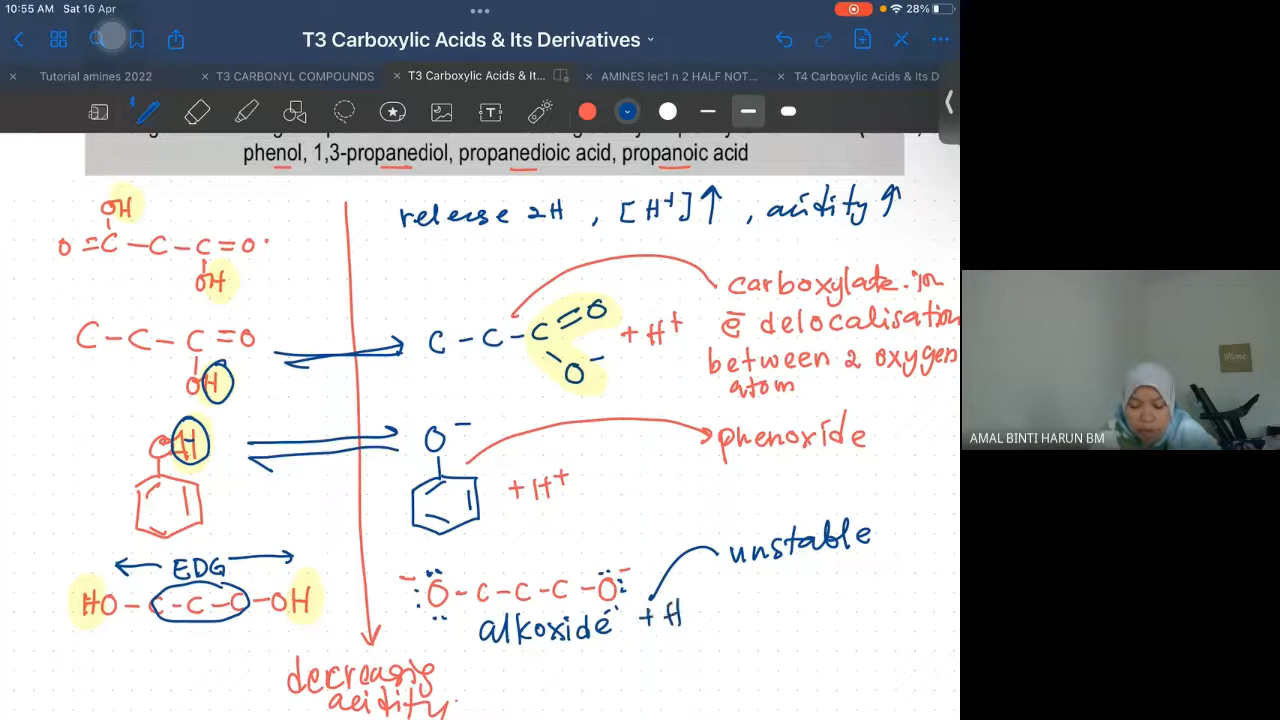 10:55 AM Sat 16 Apr
28%
T3 Carboxylic Acids & Its Derivatives
Tutorial amines 2022
T3 CARBONYL COMPOUNDS
T3 Carboxylic Acids & It...
AMINES lec1 n 2 HALF NOT...
T4 Carboxylic Acids & Its D
phenol, 1,3-propanediol, propanedioic acid, propanoic acid
release 2H , [H+]↑ , acidity ↑
OH
O=C-C-C=O
OH
carboxylate ion
ē delocalisation
between 2 oxygen
atom
C-C-C=O
OH
C-C-C=O
O-
+ H+
OH
O-
+ H+
phenoxide
← EDG →
HO-C-C-C-OH
-O-C-C-C-O-
alkoxide + H
unstable
decreasig
acidity
AMAL BINTI HARUN BM